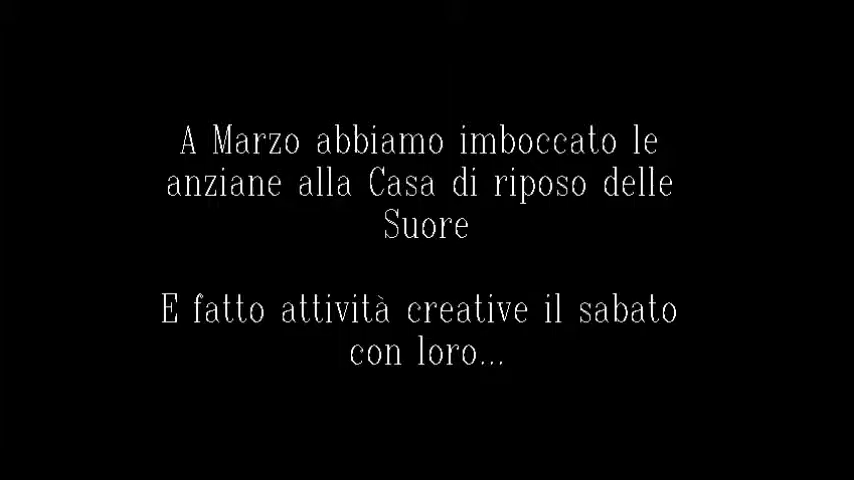 A Marzo abbiamo imboccato le
anziane alla Casa di riposo delle
Suore
E fatto attività creative il sabato
con loro...